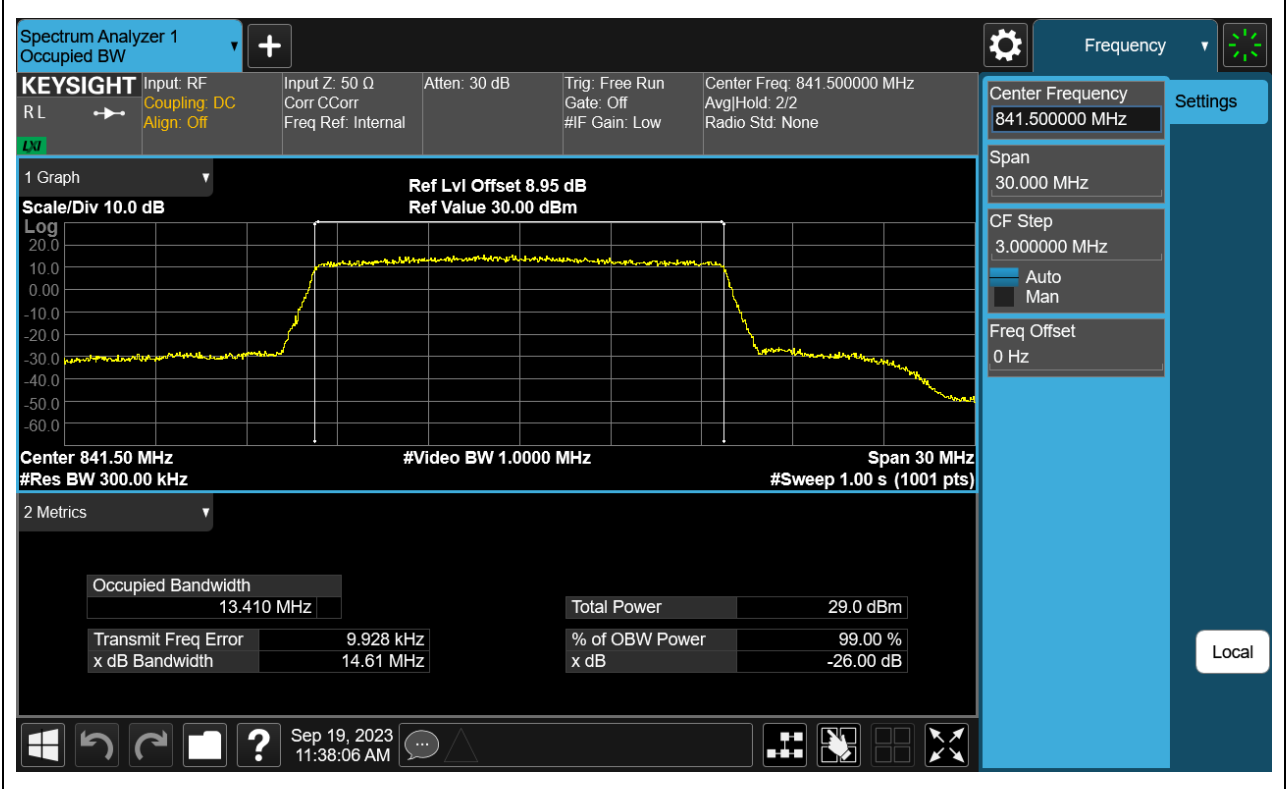 Spectrum Analyzer 1
Occupied BW
Frequency
KEYSIGHT
R L
LXI
Input: RF
Coupling: DC
Align: Off
Input Z: 50 Ω
Corr CCorr
Freq Ref: Internal
Atten: 30 dB
Trig: Free Run
Gate: Off
#IF Gain: Low
Center Freq: 841.500000 MHz
Avg|Hold: 2/2
Radio Std: None
Center Frequency
841.500000 MHz
Settings
Span
30.000 MHz
CF Step
3.000000 MHz
Auto
Man
Freq Offset
0 Hz
Local
1 Graph
Scale/Div 10.0 dB
Ref Lvl Offset 8.95 dB
Ref Value 30.00 dBm
Log
20.0
10.0
0.00
-10.0
-20.0
-30.0
-40.0
-50.0
-60.0
Center 841.50 MHz
#Video BW 1.0000 MHz
Span 30 MHz
#Res BW 300.00 kHz
#Sweep 1.00 s (1001 pts)
2 Metrics
Occupied Bandwidth
13.410 MHz
Total Power 29.0 dBm
Transmit Freq Error 9.928 kHz
% of OBW Power 99.00 %
x dB Bandwidth 14.61 MHz
x dB -26.00 dB
?
Sep 19, 2023
11:38:06 AM